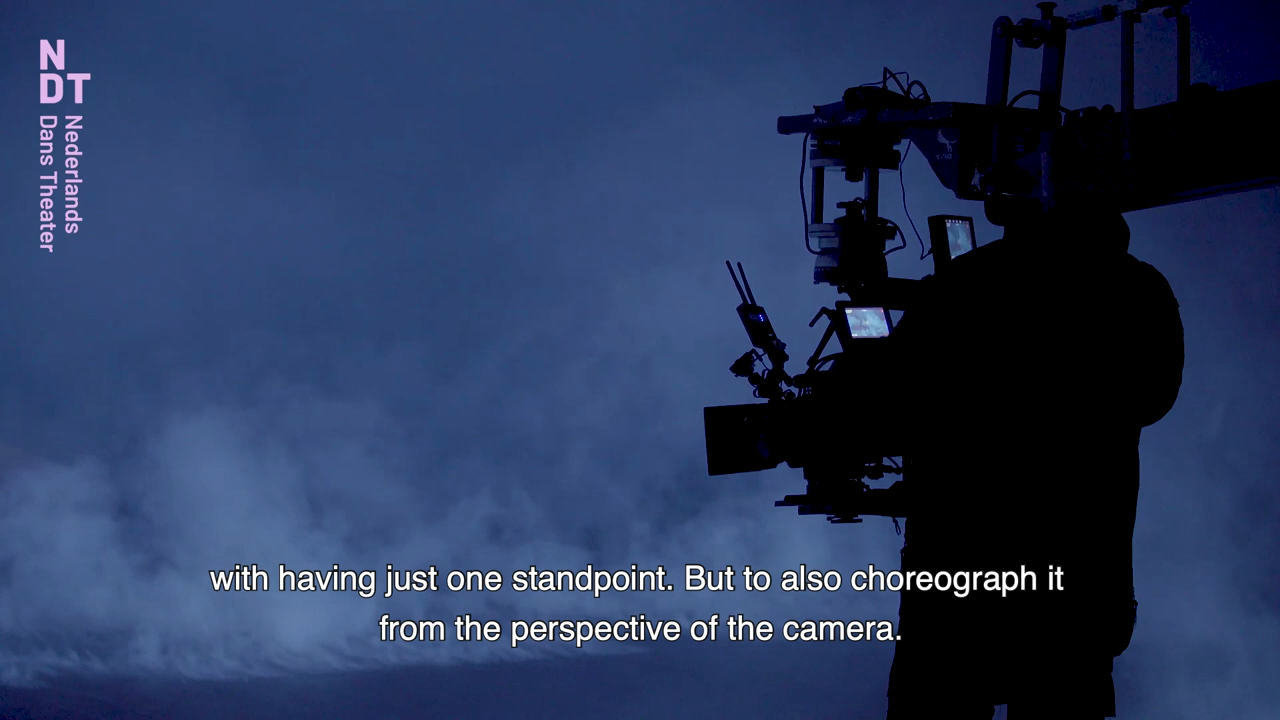 N
DT
Nederlands
Dans Theater
with having just one standpoint. But to also choreograph it
from the perspective of the camera.